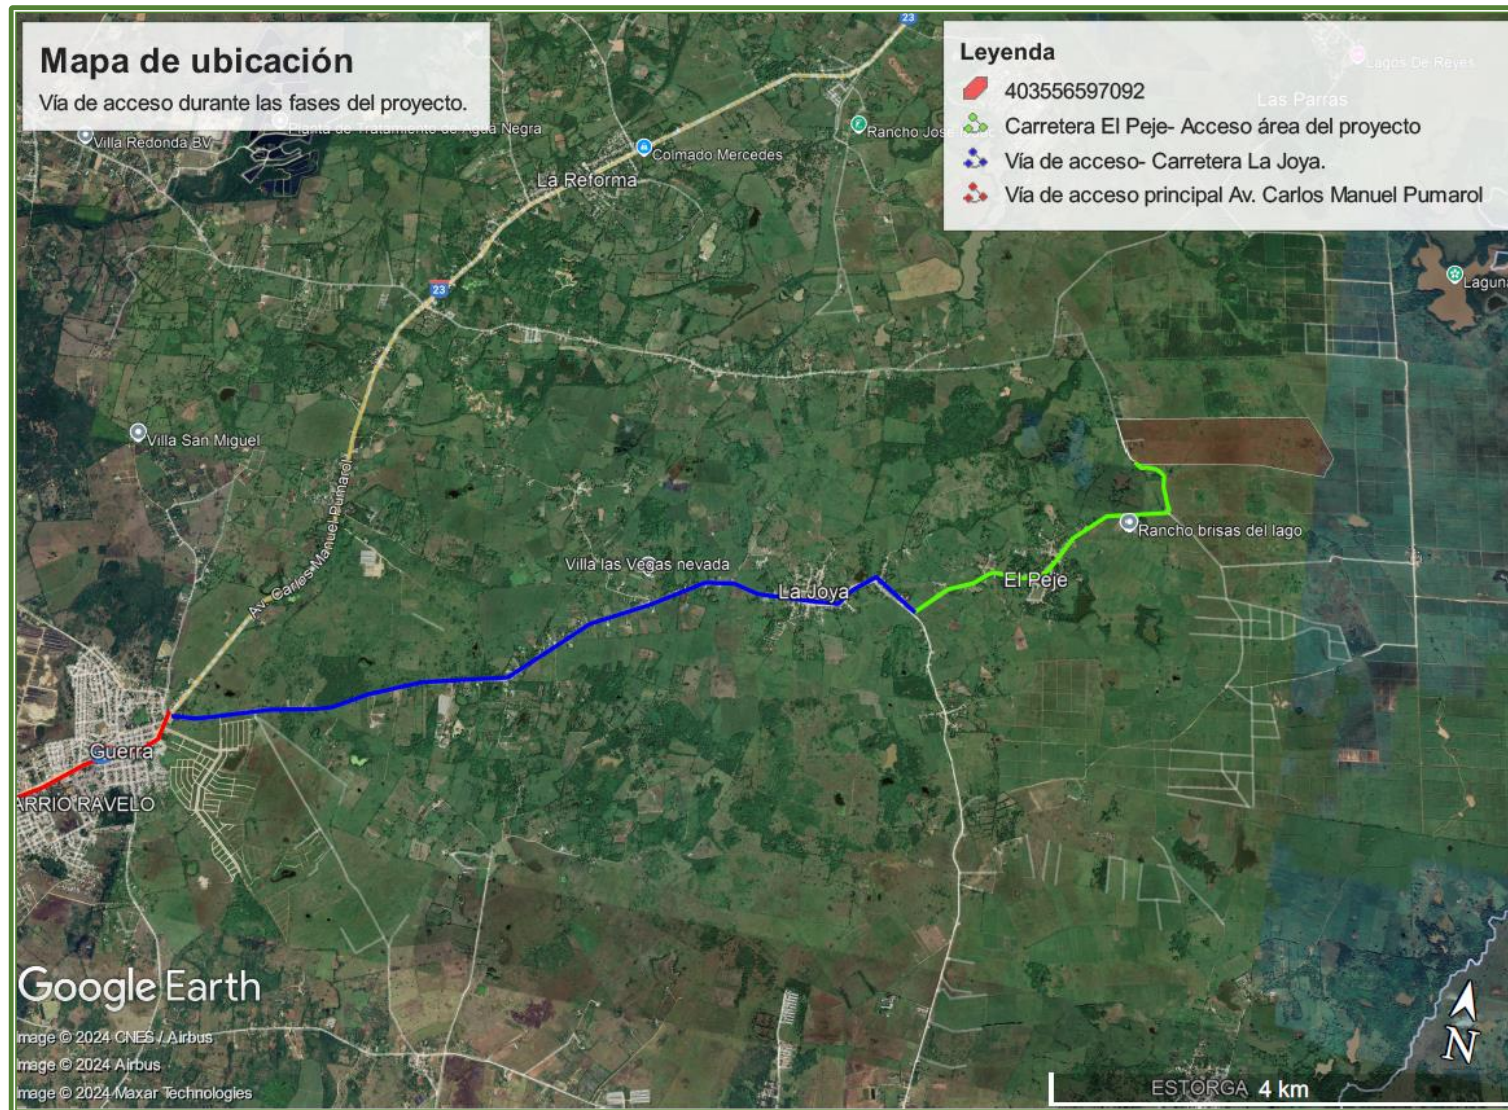 Mapa de ubicación
Vía de acceso durante las fases del proyecto.
Leyenda
403556597092
Carretera El Peje- Acceso área del proyecto
Vía de acceso- Carretera La Joya.
Vía de acceso principal Av. Carlos Manuel Pumarol
23
Lagos De Reyes
Las Parras
Planta de Tratamiento de Agua Negra
Villa Redonda BV
Rancho Jose
Colmado Mercedes
La Reforma
Laguna
23
Villa San Miguel
Av. Carlos Manuel Pumarol
Rancho brisas del lago
Villa las Vegas nevada
La Joya
El Peje
Guerra
ARRIO RAVELO
Google Earth
Image © 2024 CNES / Airbus
Image © 2024 Airbus
Image © 2024 Maxar Technologies
N
ESTORGA
4 km